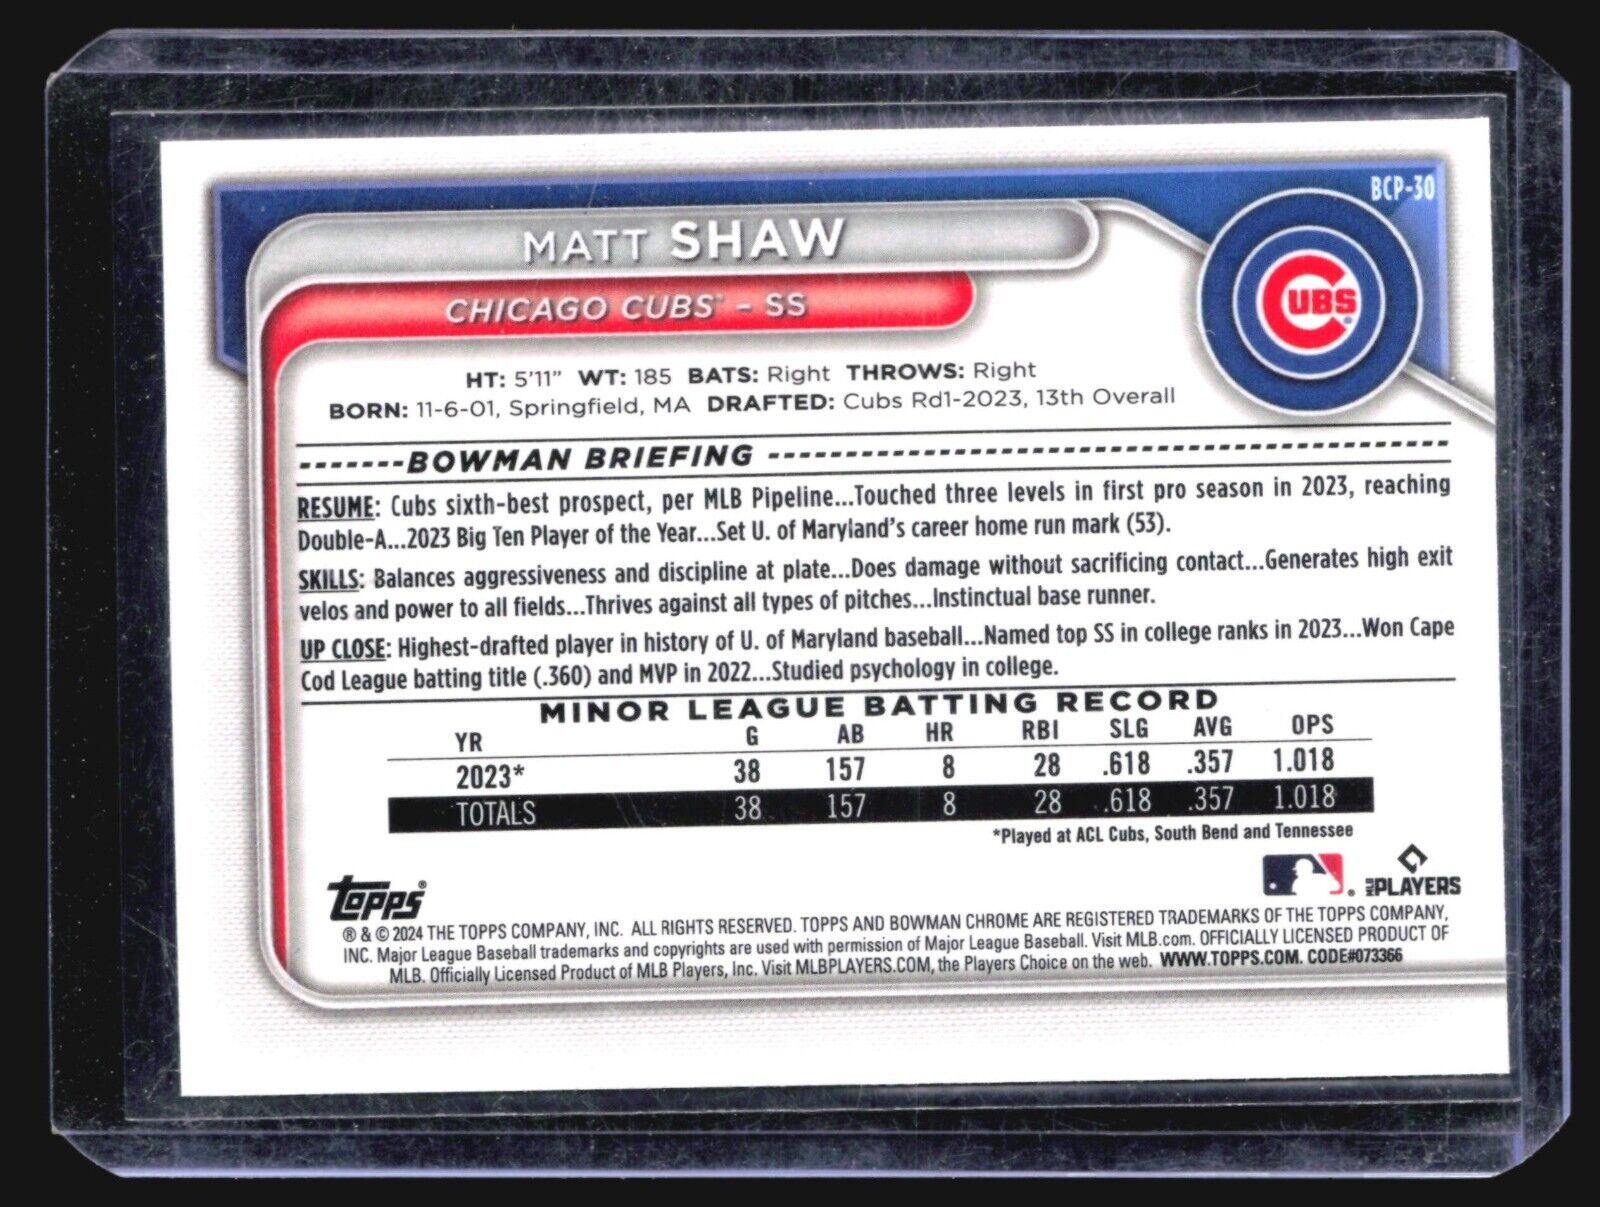 BCP-30
MATT SHAW
CUBS
CHICAGO CUBS™ – SS
HT: 5'11" WT: 185 BATS: Right THROWS: Right
BORN: 11-6-01, Springfield, MA DRAFTED: Cubs Rd1-2023, 13th Overall
BOWMAN BRIEFING
RESUME: Cubs sixth-best prospect, per MLB Pipeline...Touched three levels in first pro season in 2023, reaching
Double-A...2023 Big Ten Player of the Year...Set U. of Maryland's career home run mark (53).
SKILLS: Balances aggressiveness and discipline at plate...Does damage without sacrificing contact...Generates high exit
velos and power to all fields...Thrives against all types of pitches...Instinctual base runner.
UP CLOSE: Highest-drafted player in history of U. of Maryland baseball...Named top SS in college ranks in 2023...Won Cape
Cod League batting title (.360) and MVP in 2022...Studied psychology in college.
MINOR LEAGUE BATTING RECORD
YR G AB HR RBI SLG AVG OPS
2023* 38 157 8 28 .618 .357 1.018
TOTALS 38 157 8 28 .618 .357 1.018
*Played at ACL Cubs, South Bend and Tennessee
Topps®
MLB PLAYERS
® & © 2024 THE TOPPS COMPANY, INC. ALL RIGHTS RESERVED. TOPPS AND BOWMAN CHROME ARE REGISTERED TRADEMARKS OF THE TOPPS COMPANY,
INC. Major League Baseball trademarks and copyrights are used with permission of Major League Baseball. Visit MLB.com. OFFICIALLY LICENSED PRODUCT OF
MLB. Officially Licensed Product of MLB Players, Inc. Visit MLBPLAYERS.COM, the Players Choice on the web. WWW.TOPPS.COM. CODE#073366